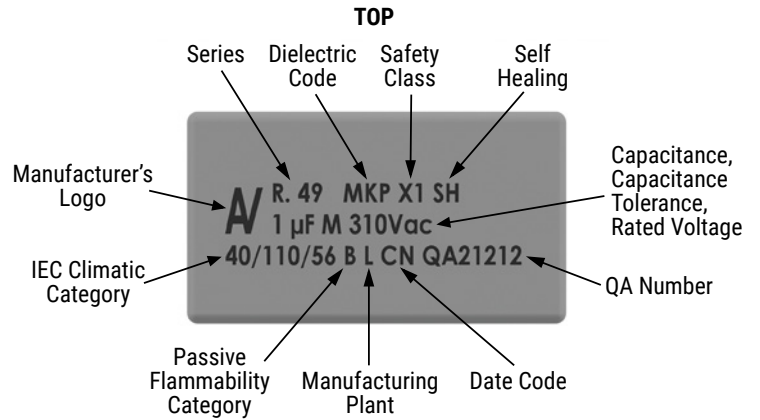 TOP
Series
Dielectric
Code
Safety
Class
Self
Healing
Manufacturer's
Logo
R. 49 MKP X1 SH
1 µF M 310Vac
40/110/56 B L CN QA21212
Capacitance,
Capacitance
Tolerance,
Rated Voltage
IEC Climatic
Category
QA Number
Passive
Flammability
Category
Manufacturing
Plant
Date Code